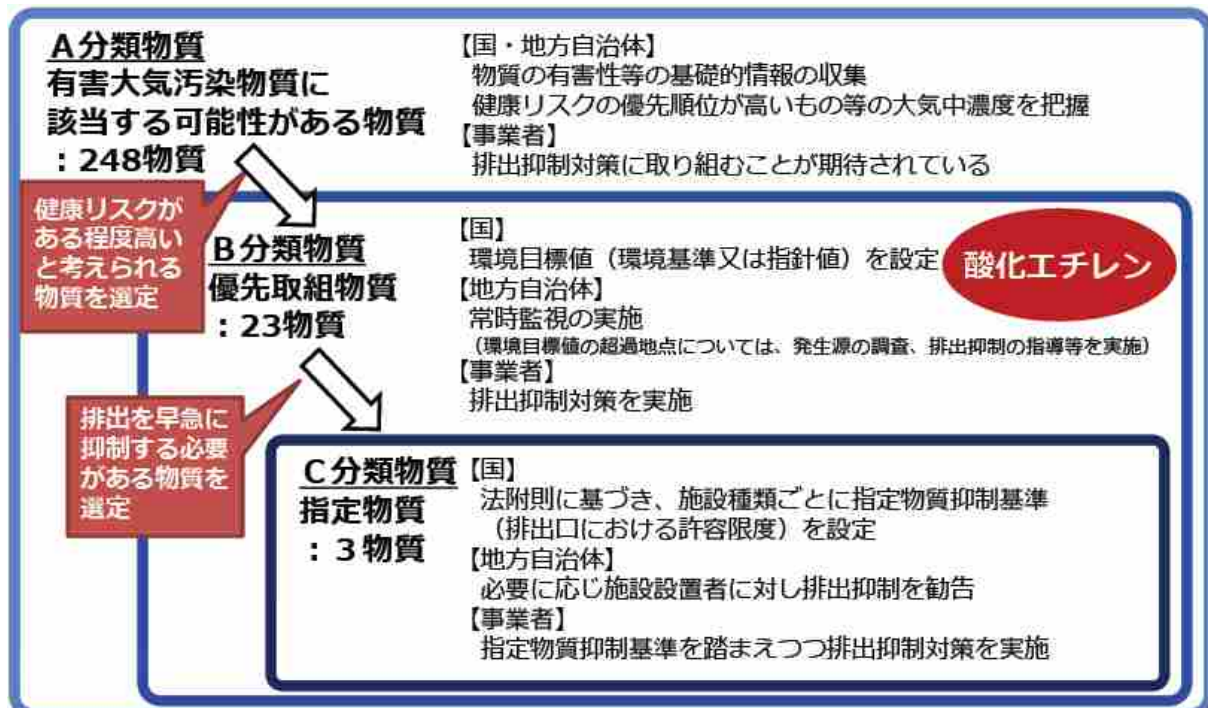 A分類物質
有害大気汚染物質に
該当する可能性がある物質
：248物質
【国・地方自治体】
物質の有害性等の基礎的情報の収集
健康リスクの優先順位が高いもの等の大気中濃度を把握
【事業者】
排出抑制対策に取り組むことが期待されている
健康リスクが
ある程度高い
と考えられる
物質を選定
B分類物質
優先取組物質
：23物質
【国】
環境目標値（環境基準又は指針値）を設定
【地方自治体】
常時監視の実施
（環境目標値の超過地点については、発生源の調査、排出抑制の指導等を実施）
【事業者】
排出抑制対策を実施
酸化エチレン
排出を早急に
抑制する必要
がある物質を
選定
C分類物質
指定物質
：3物質
【国】
法附則に基づき、施設種類ごとに指定物質抑制基準
（排出口における許容限度）を設定
【地方自治体】
必要に応じ施設設置者に対し排出抑制を勧告
【事業者】
指定物質抑制基準を踏まえつつ排出抑制対策を実施